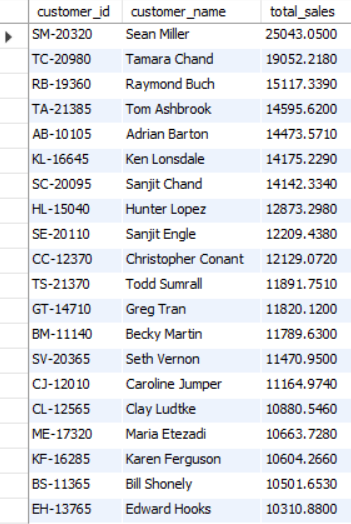 customer_id customer_name total_sales
SM-20320 Sean Miller 25043.0500
TC-20980 Tamara Chand 19052.2180
RB-19360 Raymond Buch 15117.3390
TA-21385 Tom Ashbrook 14595.6200
AB-10105 Adrian Barton 14473.5710
KL-16645 Ken Lonsdale 14175.2290
SC-20095 Sanjit Chand 14142.3340
HL-15040 Hunter Lopez 12873.2980
SE-20110 Sanjit Engle 12209.4380
CC-12370 Christopher Conant 12129.0720
TS-21370 Todd Sumrall 11891.7510
GT-14710 Greg Tran 11820.1200
BM-11140 Becky Martin 11789.6300
SV-20365 Seth Vernon 11470.9500
CJ-12010 Caroline Jumper 11164.9740
CL-12565 Clay Ludtke 10880.5460
ME-17320 Maria Etezadi 10663.7280
KF-16285 Karen Ferguson 10604.2660
BS-11365 Bill Shonely 10501.6530
EH-13765 Edward Hooks 10310.8800